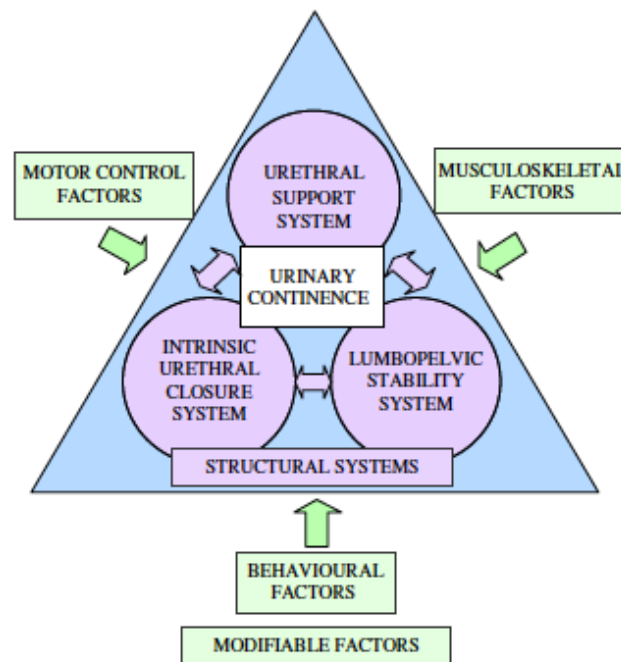 URETHRAL
SUPPORT
SYSTEM
MOTOR CONTROL
FACTORS
MUSCULOSKELETAL
FACTORS
URINARY
CONTINENCE
INTRINSIC
URETHRAL
CLOSURE
SYSTEM
LUMBOPELVIC
STABILITY
SYSTEM
STRUCTURAL SYSTEMS
BEHAVIOURAL
FACTORS
MODIFIABLE FACTORS